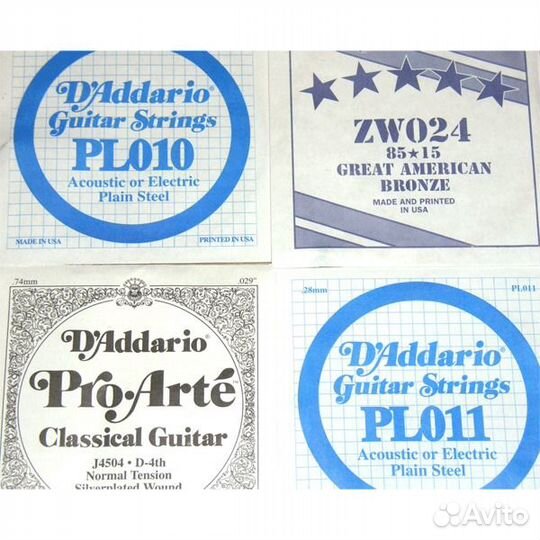 D'Addario®
Guitar Strings
PL010
Acoustic or Electric
Plain Steel
MADE IN USA
PRINTED IN USA
ZW024
85★15
GREAT AMERICAN
BRONZE
MADE AND PRINTED
IN USA
.74mm
.029"
D'Addario®
Pro·Arté™
Classical Guitar
J4504 • D-4th
Normal Tension
Silverplated Wound
.28mm
PL011
D'Addario®
Guitar Strings
PL011
Acoustic or Electric
Plain Steel
Avito